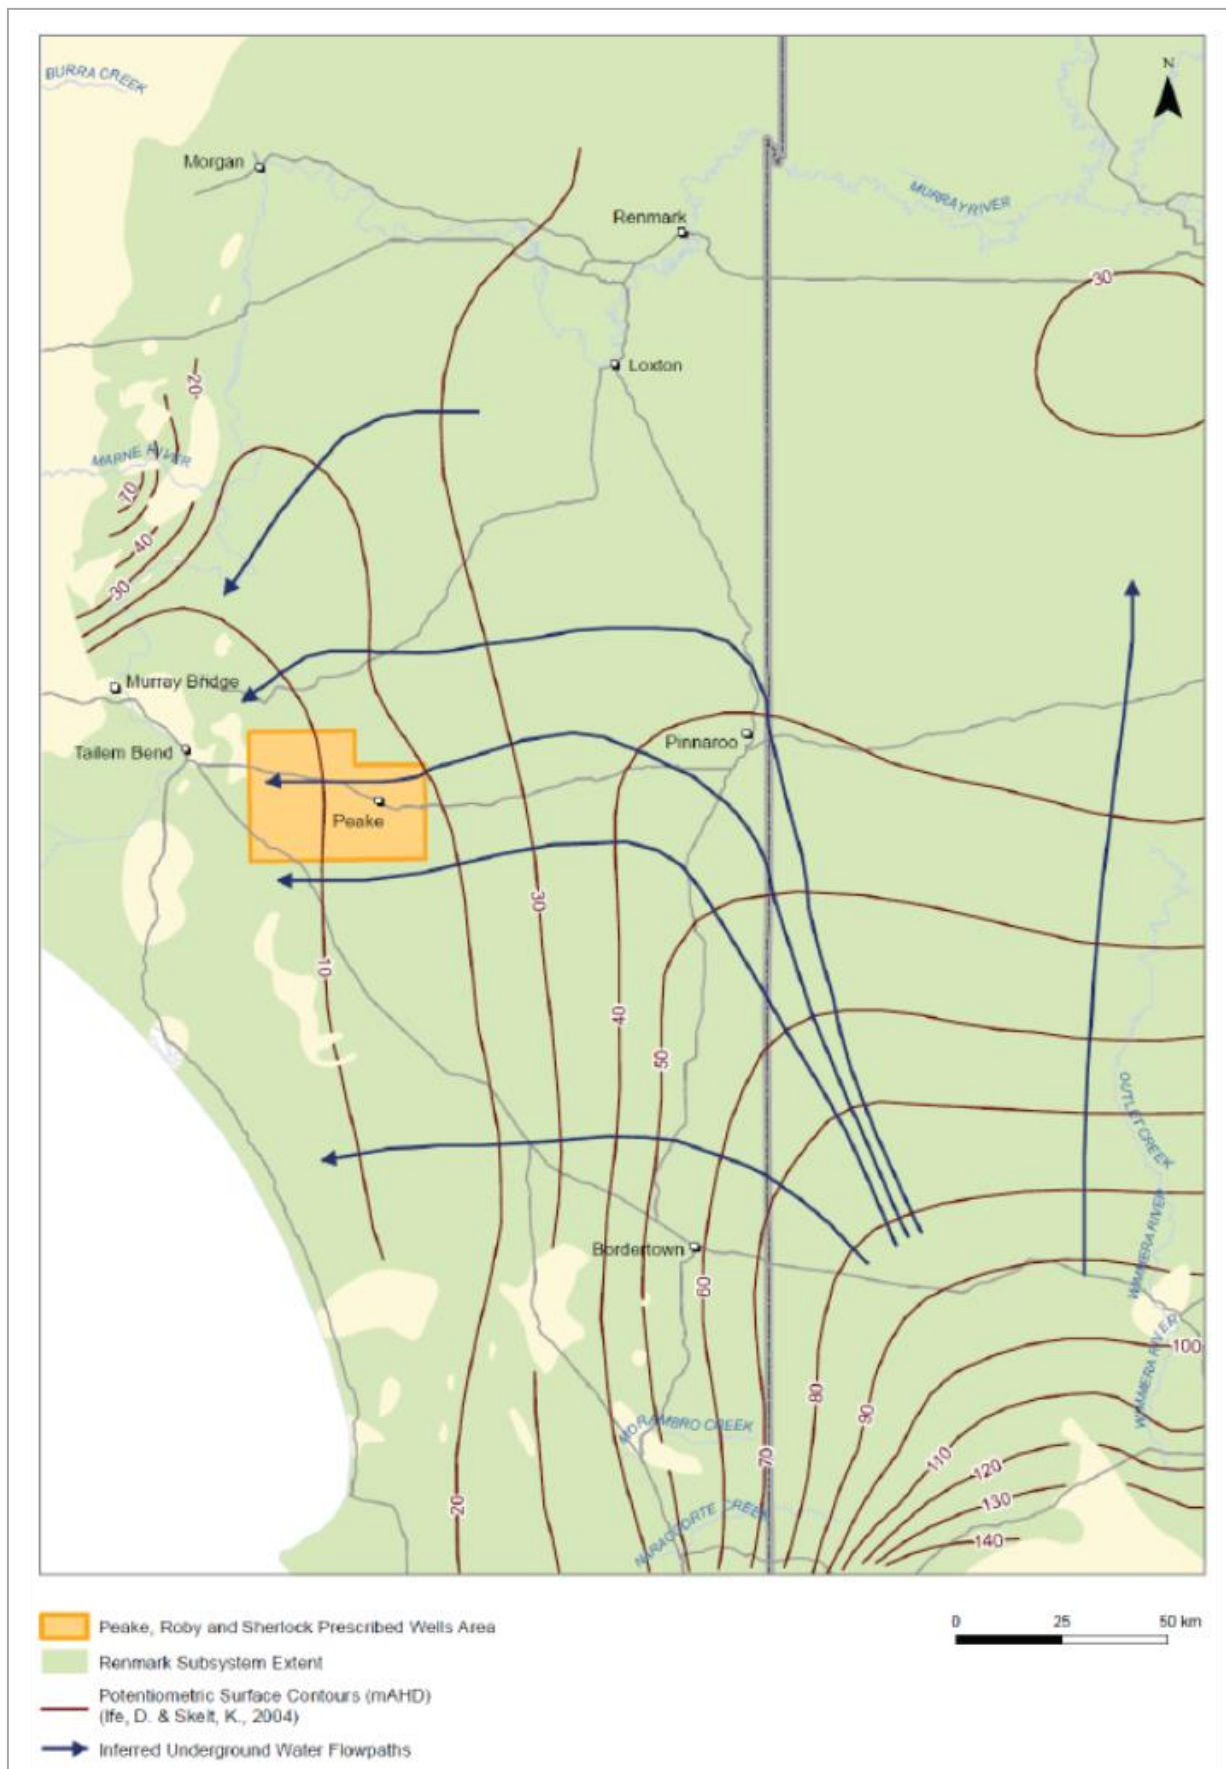 N
BURRA CREEK
Morgan
Renmark
MURRAY RIVER
30
Loxton
20
MARNE RIVER
70
40
30
Murray Bridge
Tailem Bend
Pinnaroo
Peake
30
10
40
50
OUTLET CREEK
WIMMERA RIVER
Bordertown
60
WIMMERA RIVER
100
80
90
MORAMBRO CREEK
70
110
120
20
130
NARACOORTE CREEK
140
0 25 50 km
Peake, Roby and Sherlock Prescribed Wells Area
Renmark Subsystem Extent
Potentiometric Surface Contours (mAHD)
(Ife, D. & Skelt, K., 2004)
Inferred Underground Water Flowpaths